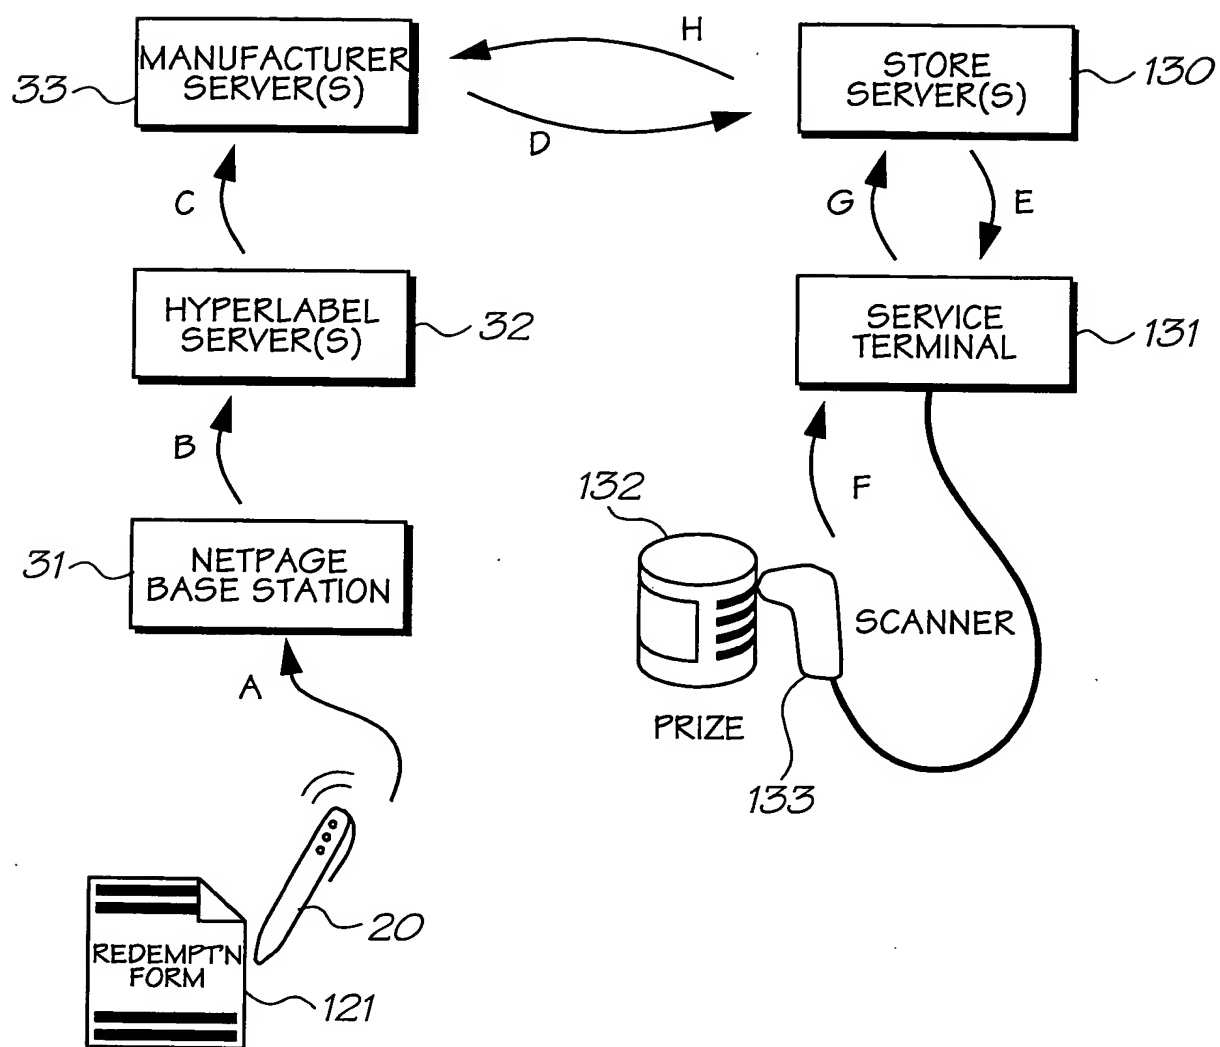 H
MANUFACTURER
SERVER(S)
33
STORE
SERVER(S)
130
D
C
G
E
HYPERLABEL
SERVER(S)
32
SERVICE
TERMINAL
131
B
F
132
NETPAGE
BASE STATION
31
SCANNER
A
PRIZE
133
20
REDEMPT'N
FORM
121